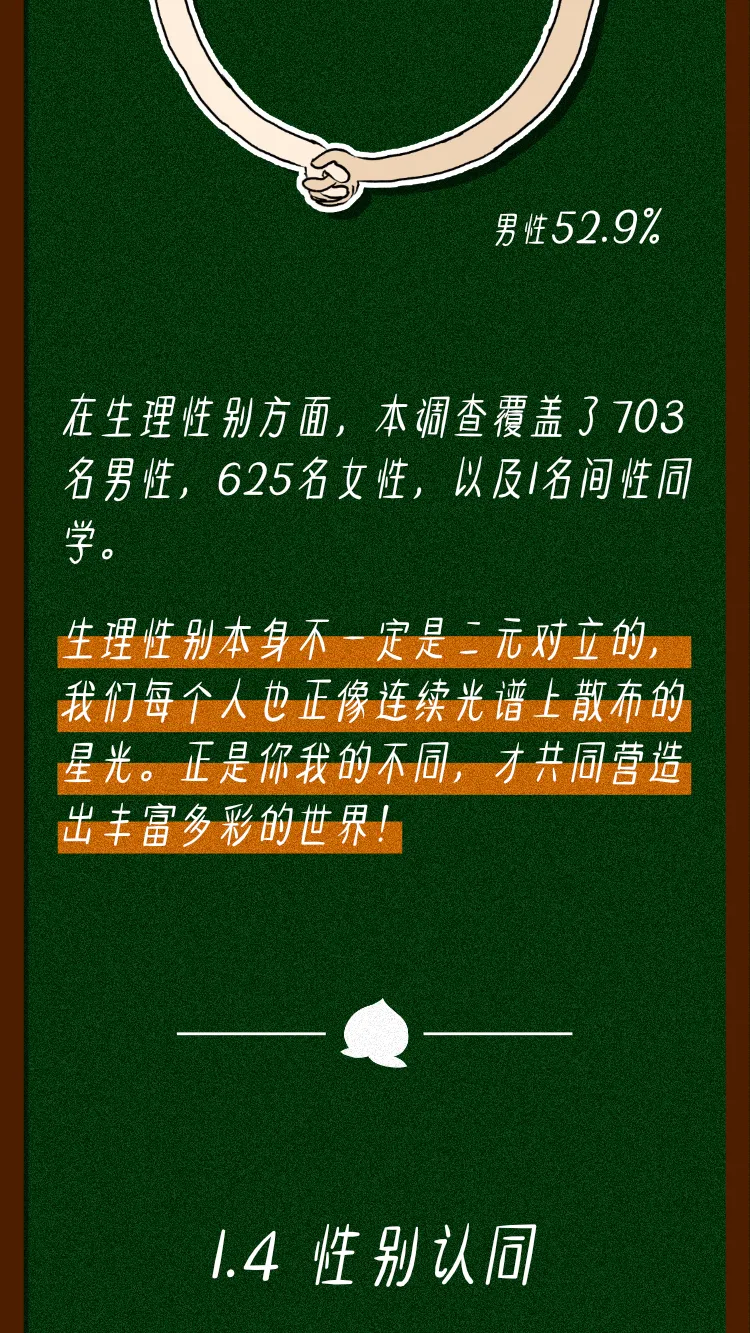 男性52.9%
在生理性别方面，本调查覆盖了703
名男性，625名女性，以及1名间性同
学。
生理性别本身不一定是二元对立的，
我们每个人也正像连续光谱上散布的
星光。正是你我的不同，才共同营造
出丰富多彩的世界！
1.4 性别认同